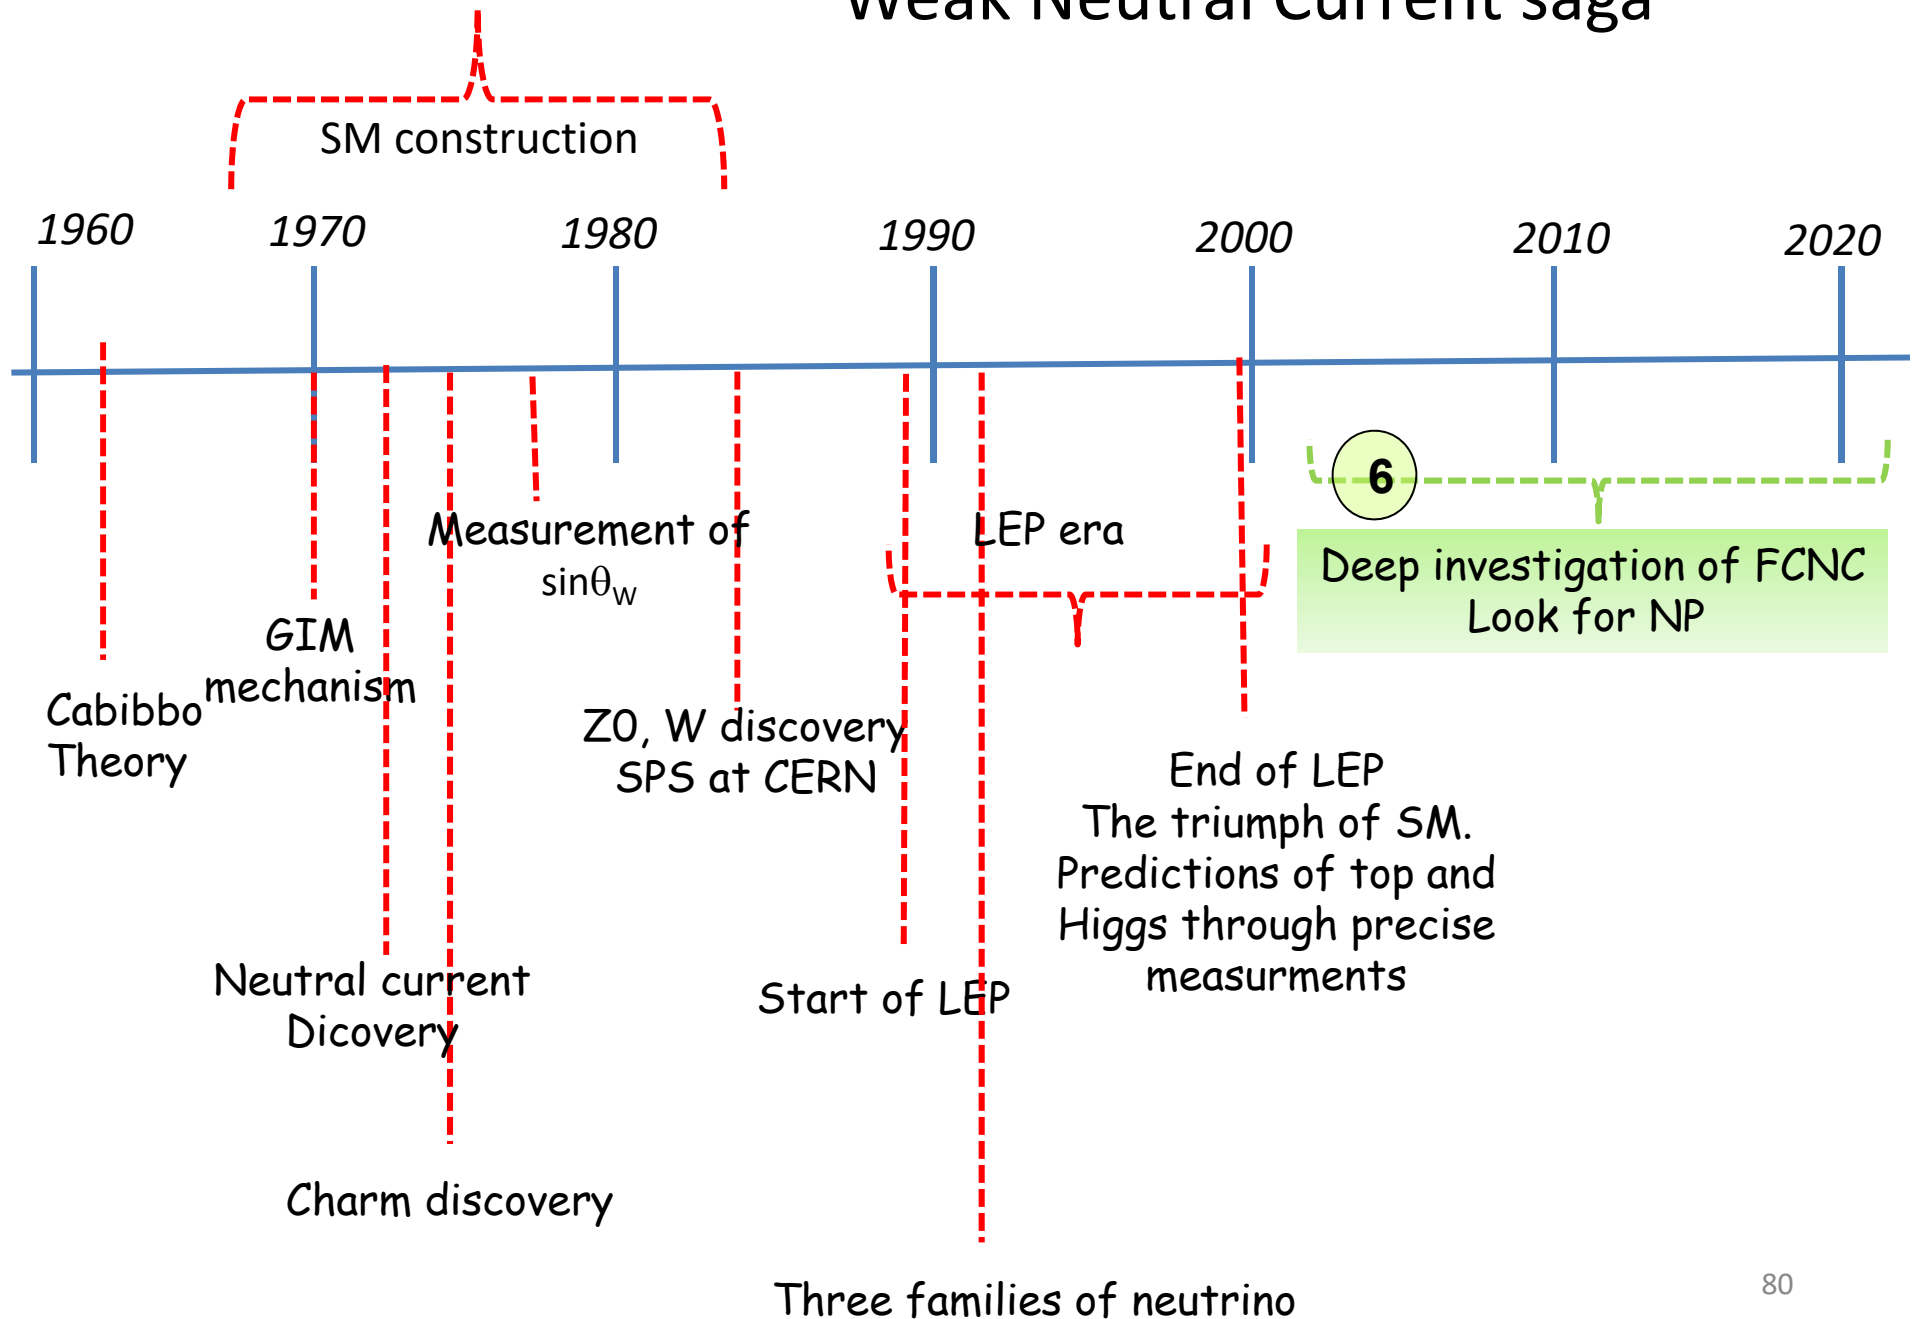 Weak Neutral Current saga
SM construction
1960
1970
1980
1990
2000
2010
2020
6
Measurement of
sinθW
LEP era
Deep investigation of FCNC
Look for NP
GIM
mechanism
Cabibbo
Theory
Z0, W discovery
SPS at CERN
End of LEP
The triumph of SM.
Predictions of top and
Higgs through precise
measurments
Neutral current
Dicovery
Start of LEP
Charm discovery
Three families of neutrino
80